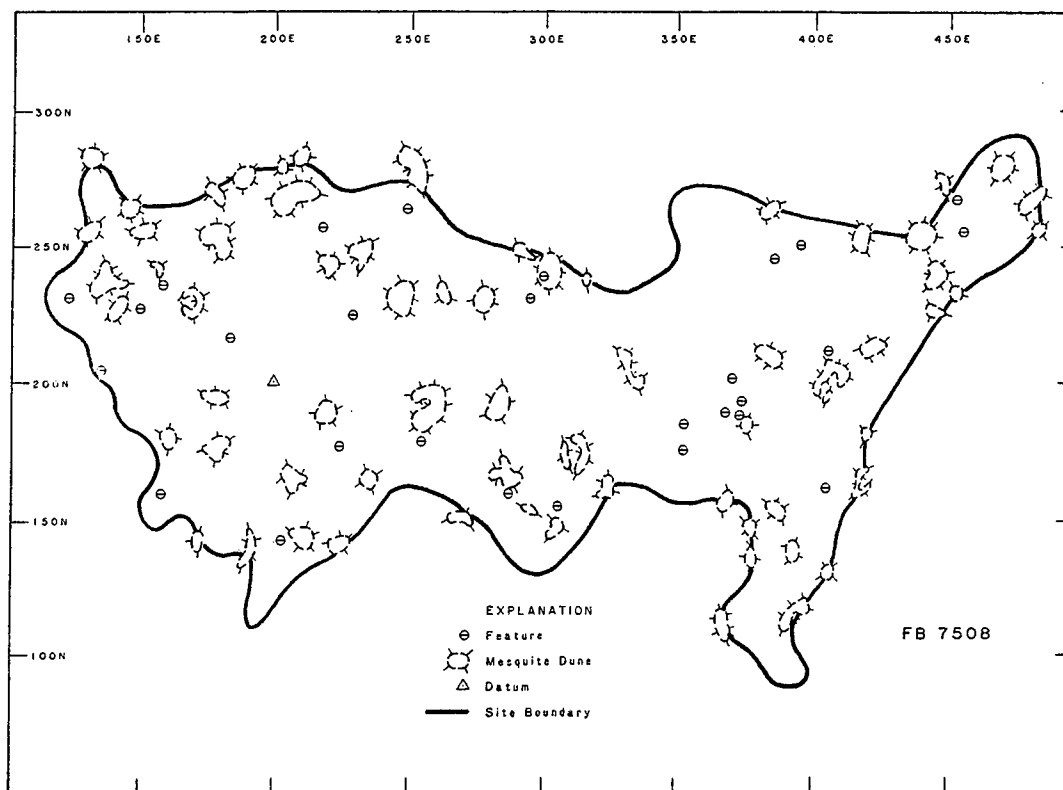 150E 200E 250E 300E 350E 400E 450E
300N
250N
200N
150N
100N
EXPLANATION
Feature
Mesquite Dune
Datum
Site Boundary
FB 7508